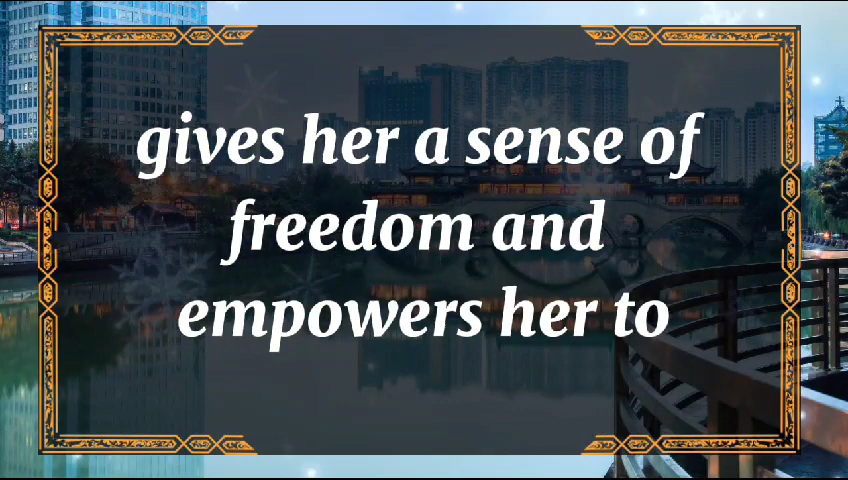 gives her a sense of
freedom and
empowers her to